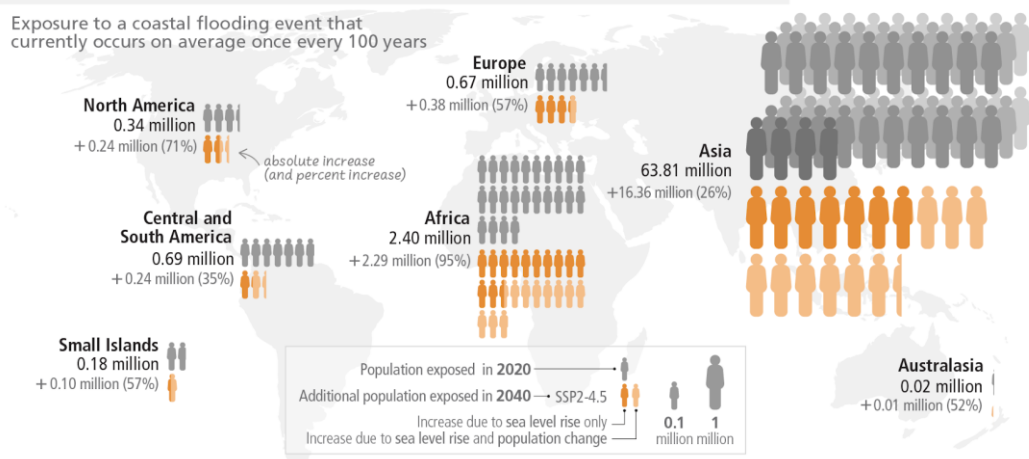 Exposure to a coastal flooding event that
currently occurs on average once every 100 years
North America
0.34 million
+0.24 million (71%)
absolute increase
(and percent increase)
Europe
0.67 million
+0.38 million (57%)
Asia
63.81 million
+16.36 million (26%)
Central and
South America
0.69 million
+0.24 million (35%)
Africa
2.40 million
+2.29 million (95%)
Small Islands
0.18 million
+0.10 million (57%)
Australasia
0.02 million
+0.01 million (52%)
Population exposed in 2020
Additional population exposed in 2040 SSP2-4.5
Increase due to sea level rise only
Increase due to sea level rise and population change
0.1 1
million million